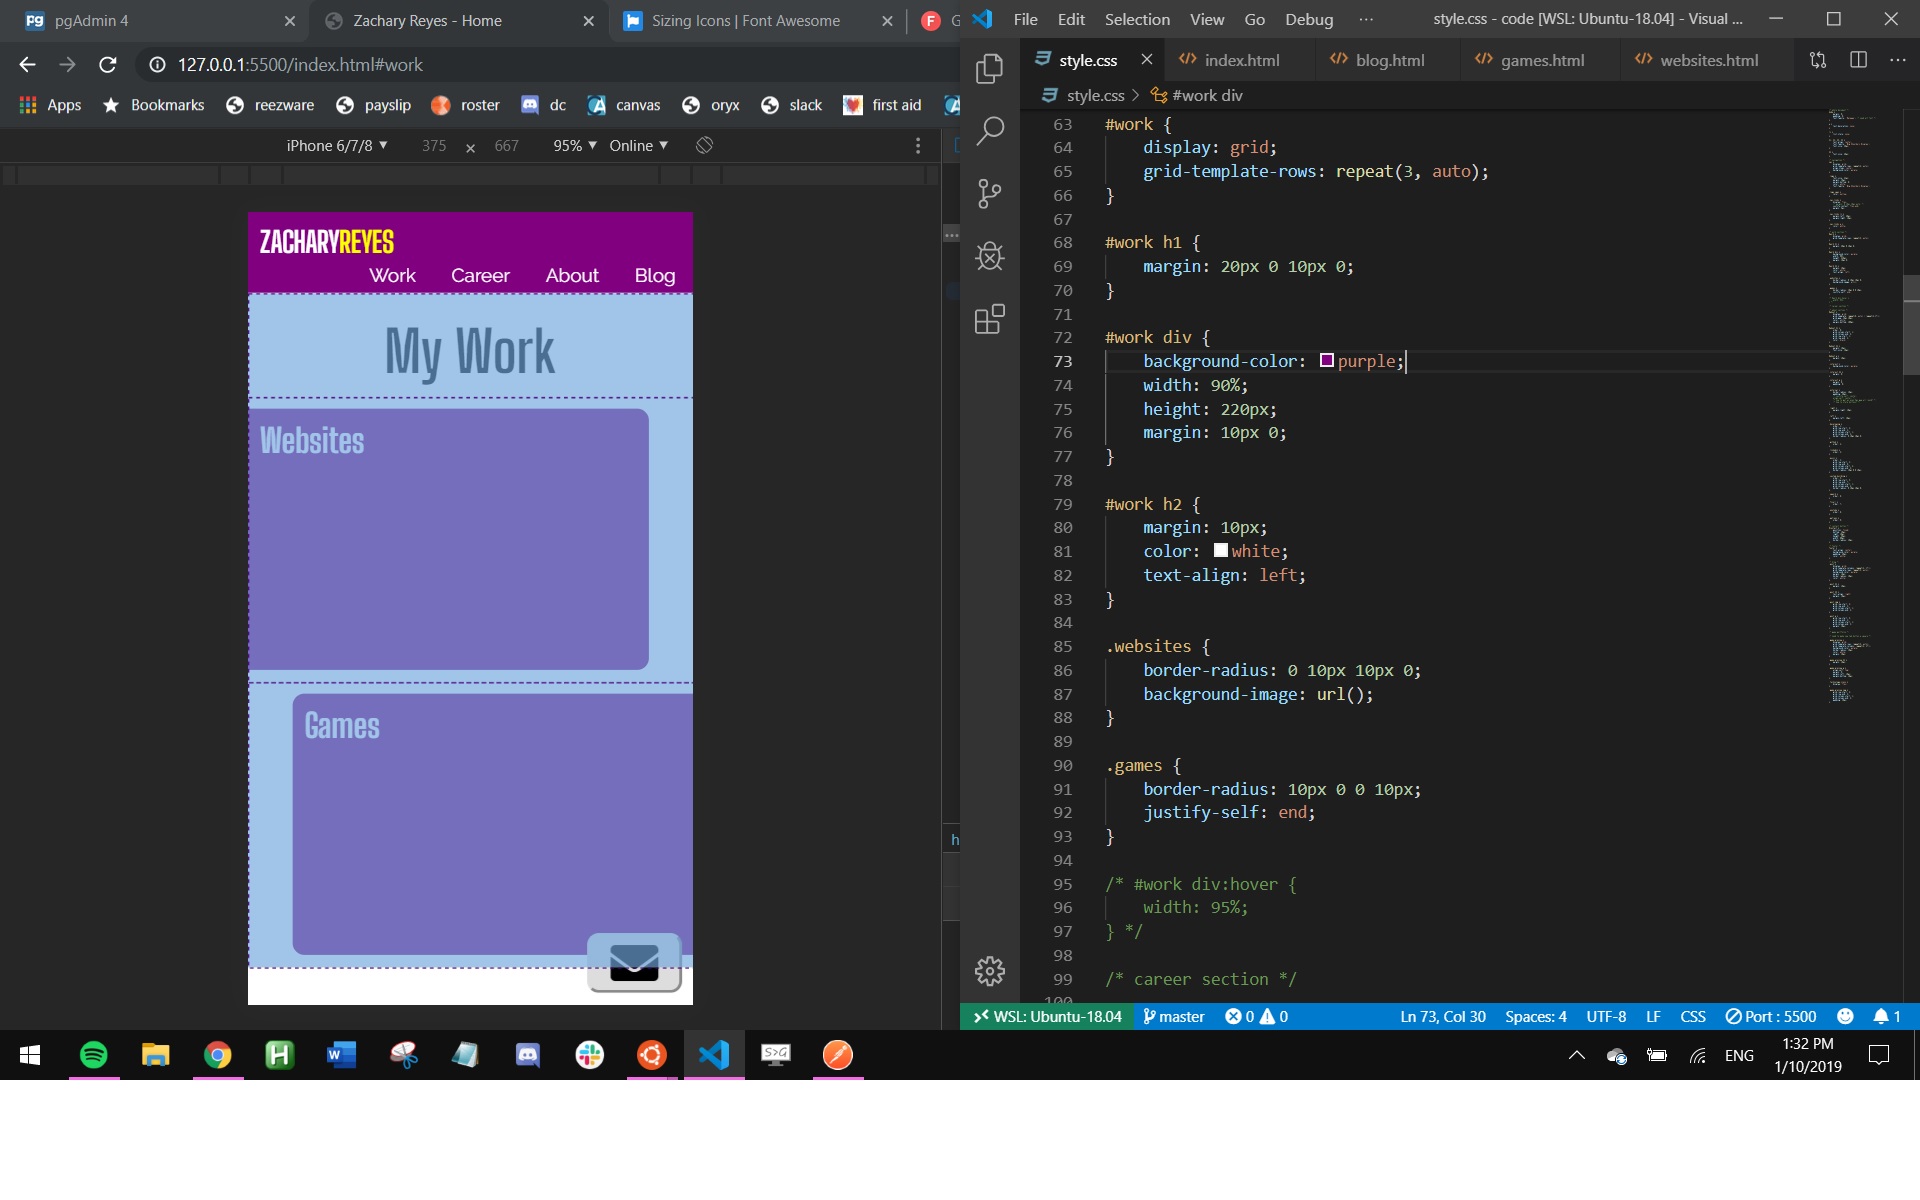 pgAdmin 4
Zachary Reyes - Home
Sizing Icons | Font Awesome
127.0.0.1:5500/index.html#work
Apps
Bookmarks
reezware
payslip
roster
dc
canvas
oryx
slack
first aid
iPhone 6/7/8
375 x 667
95%
Online
ZACHARYREYES
Work Career About Blog
My Work
Websites
Games
File Edit Selection View Go Debug ···
style.css - code [WSL: Ubuntu-18.04] - Visual ...
style.css
index.html
blog.html
games.html
websites.html
style.css > #work div
63 #work {
64 display: grid;
65 grid-template-rows: repeat(3, auto);
66 }
67
68 #work h1 {
69 margin: 20px 0 10px 0;
70 }
71
72 #work div {
73 background-color: purple;
74 width: 90%;
75 height: 220px;
76 margin: 10px 0;
77 }
78
79 #work h2 {
80 margin: 10px;
81 color: white;
82 text-align: left;
83 }
84
85 .websites {
86 border-radius: 0 10px 10px 0;
87 background-image: url();
88 }
89
90 .games {
91 border-radius: 10px 0 0 10px;
92 justify-self: end;
93 }
94
95 /* #work div:hover {
96 width: 95%;
97 } */
98
99 /* career section */
100
WSL: Ubuntu-18.04
master
0 0
Ln 73, Col 30
Spaces: 4
UTF-8
LF
CSS
Port : 5500
1
ENG
1:32 PM
1/10/2019